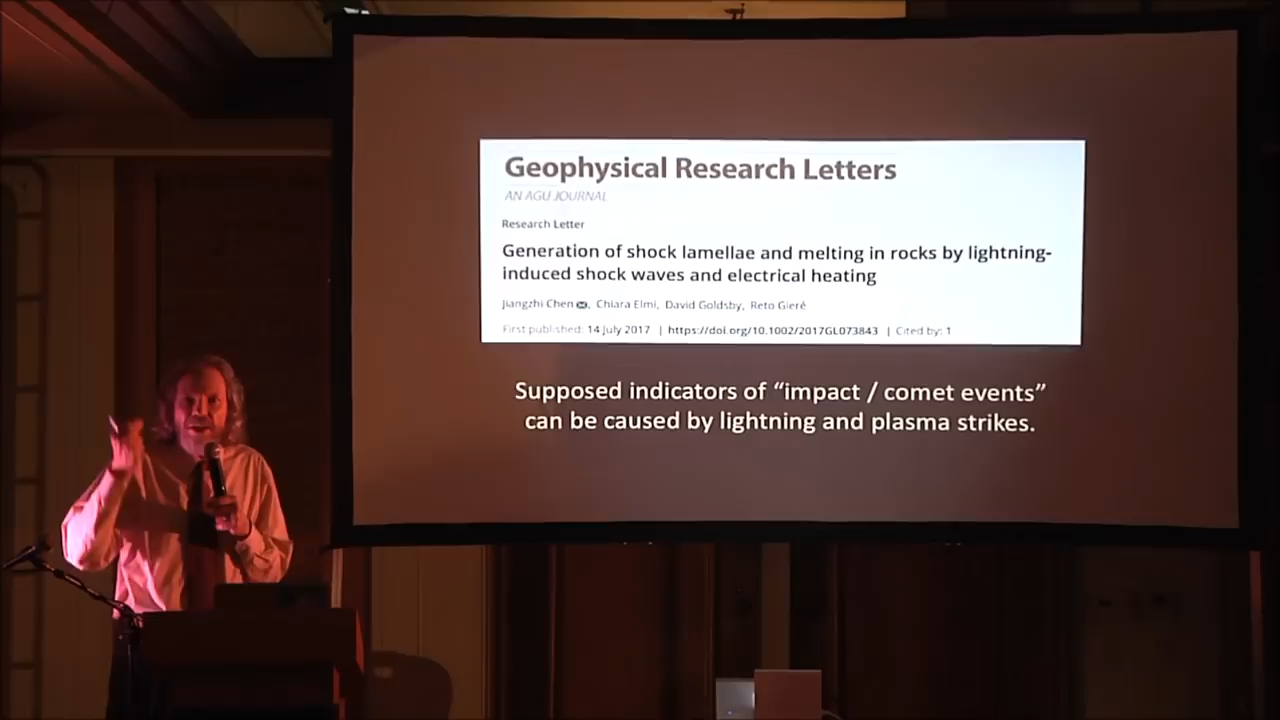 Geophysical Research Letters
AN AGU JOURNAL
Research Letter
Generation of shock lamellae and melting in rocks by lightning-
induced shock waves and electrical heating
Jiangzhi Chen, Chiara Elmi, David Goldsby, Reto Gieré
First published: 14 July 2017 | https://doi.org/10.1002/2017GL073843 | Cited by: 1
Supposed indicators of “impact / comet events”
can be caused by lightning and plasma strikes.